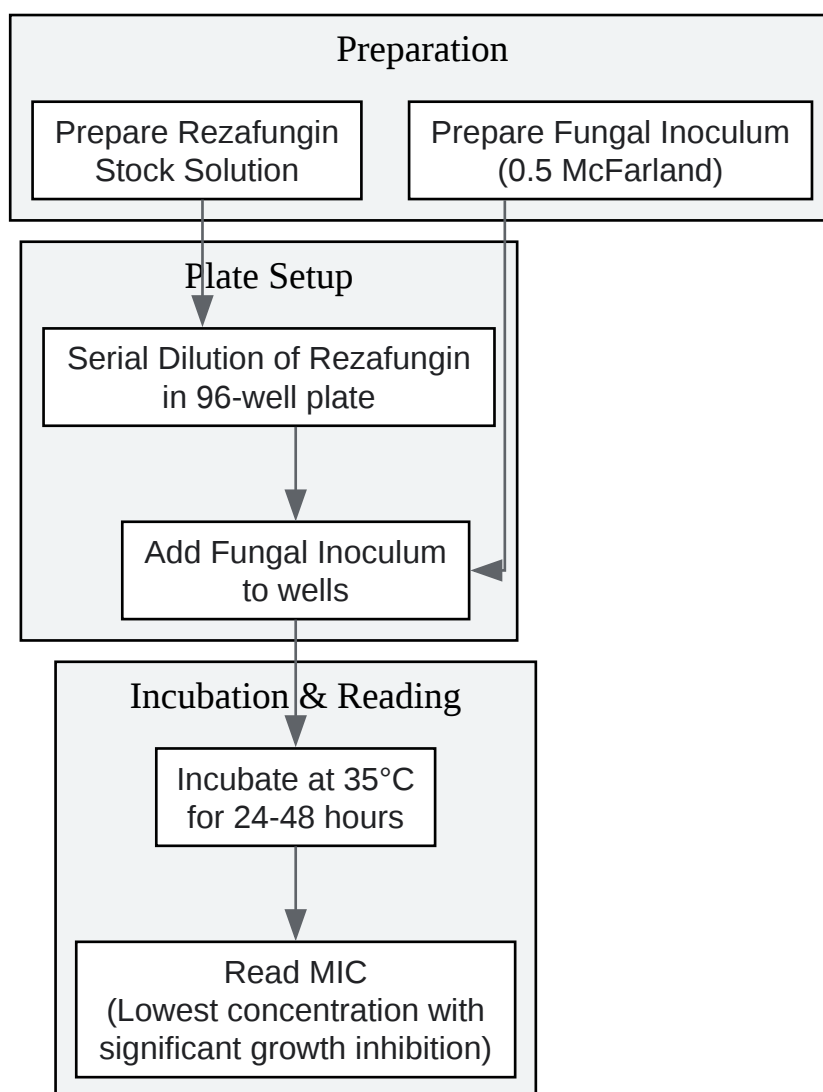 Preparation
Prepare Rezafungin
Stock Solution
Prepare Fungal Inoculum
(0.5 McFarland)
Plate Setup
Serial Dilution of Rezafungin
in 96-well plate
Add Fungal Inoculum
to wells
Incubation & Reading
Incubate at 35°C
for 24-48 hours
Read MIC
(Lowest concentration with
significant growth inhibition)